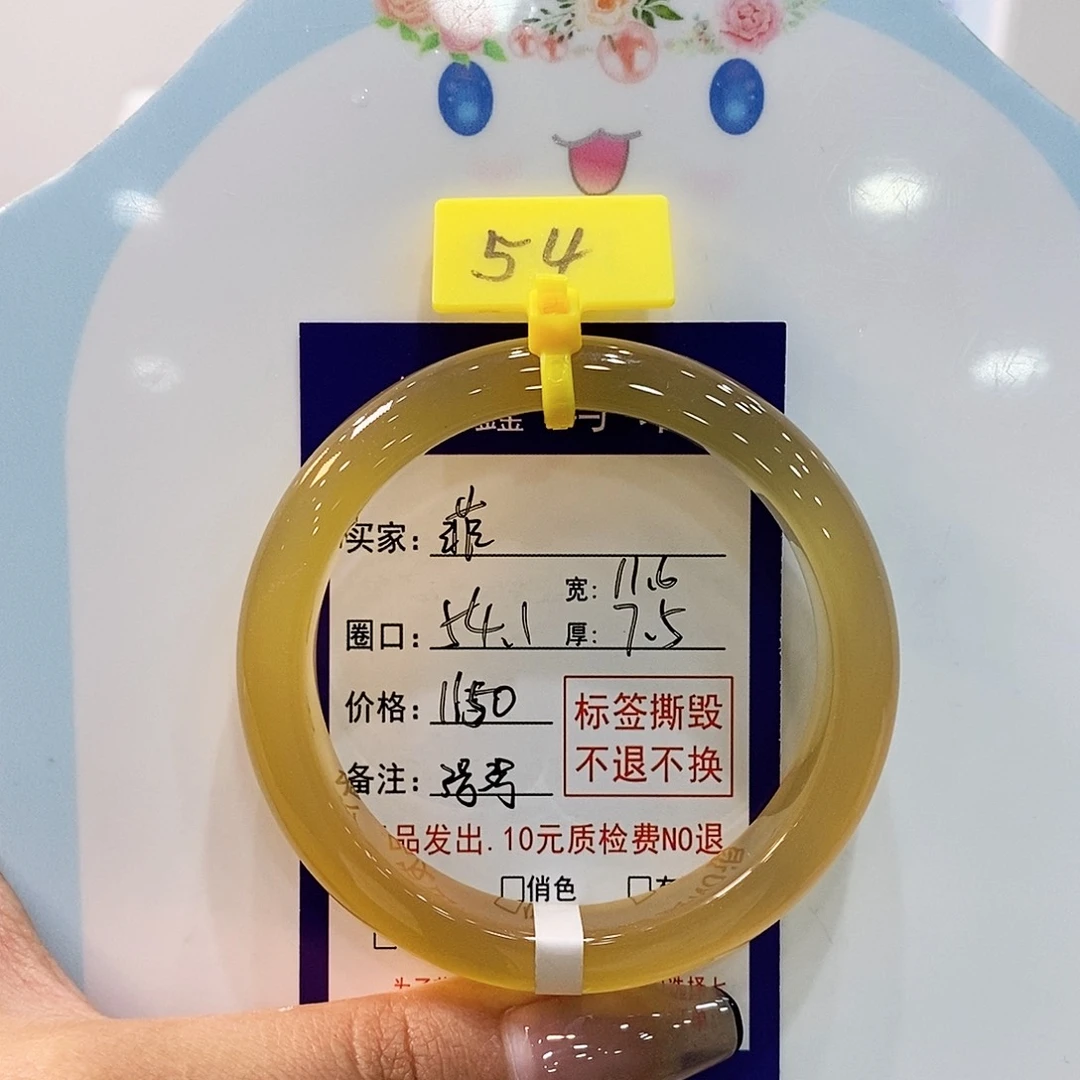 54
买家: 菲
宽: 11.6
圈口: 54.1 厚: 7.5
价格: 1150
标签撕毁
不退不换
备注:
品发出.10元质检费NO退
俏色